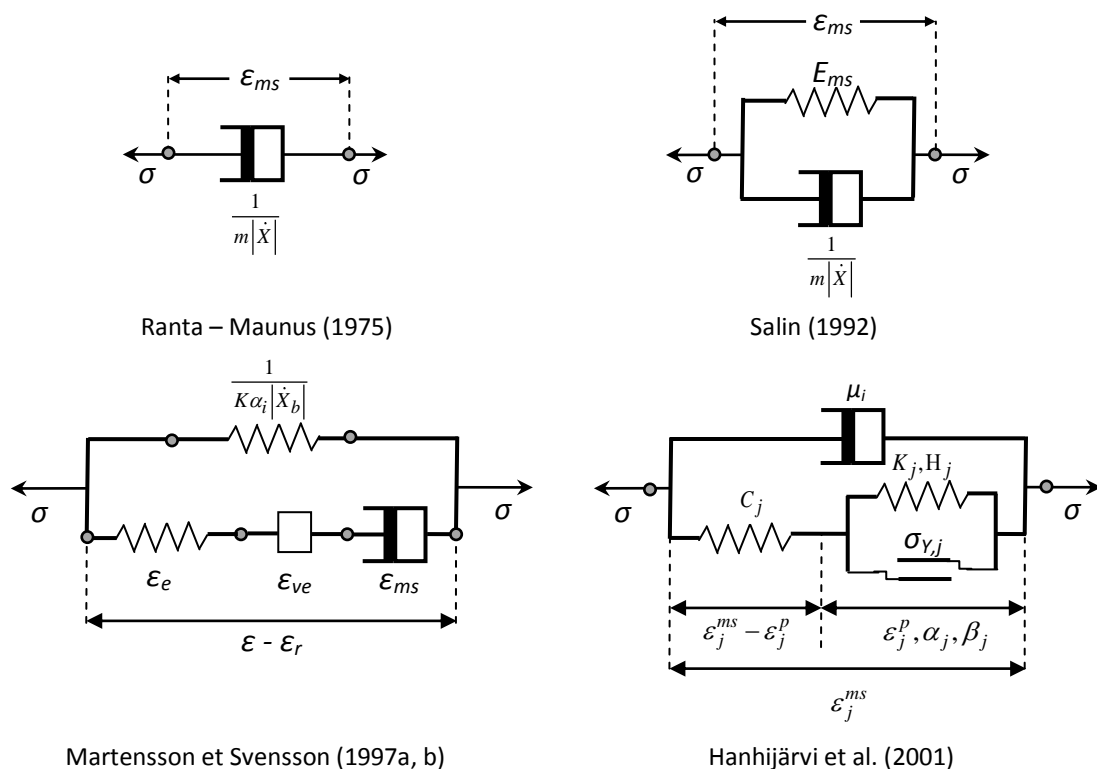 ε_ms
σ σ
1/(m|Ẋ|)
Ranta – Maunus (1975)
ε_ms
E_ms
σ σ
1/(m|Ẋ|)
Salin (1992)
1/(Kα_i|Ẋ_b|)
σ σ
ε_e ε_ve ε_ms
ε - ε_r
Martensson et Svensson (1997a, b)
μ_i
K_j, H_j
C_j
σ σ
σ_Y,j
ε_j^ms − ε_j^p ε_j^p, α_j, β_j
ε_j^ms
Hanhijärvi et al. (2001)